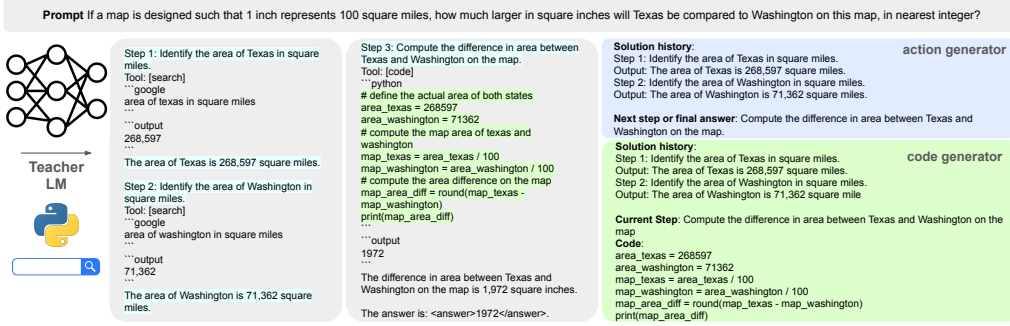 Prompt If a map is designed such that 1 inch represents 100 square miles, how much larger in square inches will Texas be compared to Washington on this map, in nearest integer?
Teacher
LM
Step 1: Identify the area of Texas in square
miles.
Tool: [search]
```google
area of texas in square miles
```
```output
268,597
```
The area of Texas is 268,597 square miles.
Step 2: Identify the area of Washington in
square miles.
Tool: [search]
```google
area of washington in square miles
```
```output
71,362
```
The area of Washington is 71,362 square
miles.
Step 3: Compute the difference in area between
Texas and Washington on the map.
Tool: [code]
```python
# define the actual area of both states
area_texas = 268597
area_washington = 71362
# compute the map area of texas and
washington
map_texas = area_texas / 100
map_washington = area_washington / 100
# compute the area difference on the map
map_area_diff = round(map_texas -
map_washington)
print(map_area_diff)
```
```output
1972
```
The difference in area between Texas and
Washington on the map is 1,972 square inches.
The answer is: <answer>1972</answer>.
action generator
Solution history:
Step 1: Identify the area of Texas in square miles.
Output: The area of Texas is 268,597 square miles.
Step 2: Identify the area of Washington in square miles.
Output: The area of Washington is 71,362 square miles.
Next step or final answer: Compute the difference in area between Texas and
Washington on the map.
code generator
Solution history:
Step 1: Identify the area of Texas in square miles.
Output: The area of Texas is 268,597 square miles.
Step 2: Identify the area of Washington in square miles.
Output: The area of Washington is 71,362 square mile
Current Step: Compute the difference in area between Texas and Washington on the
map
Code:
area_texas = 268597
area_washington = 71362
map_texas = area_texas / 100
map_washington = area_washington / 100
map_area_diff = round(map_texas - map_washington)
print(map_area_diff)